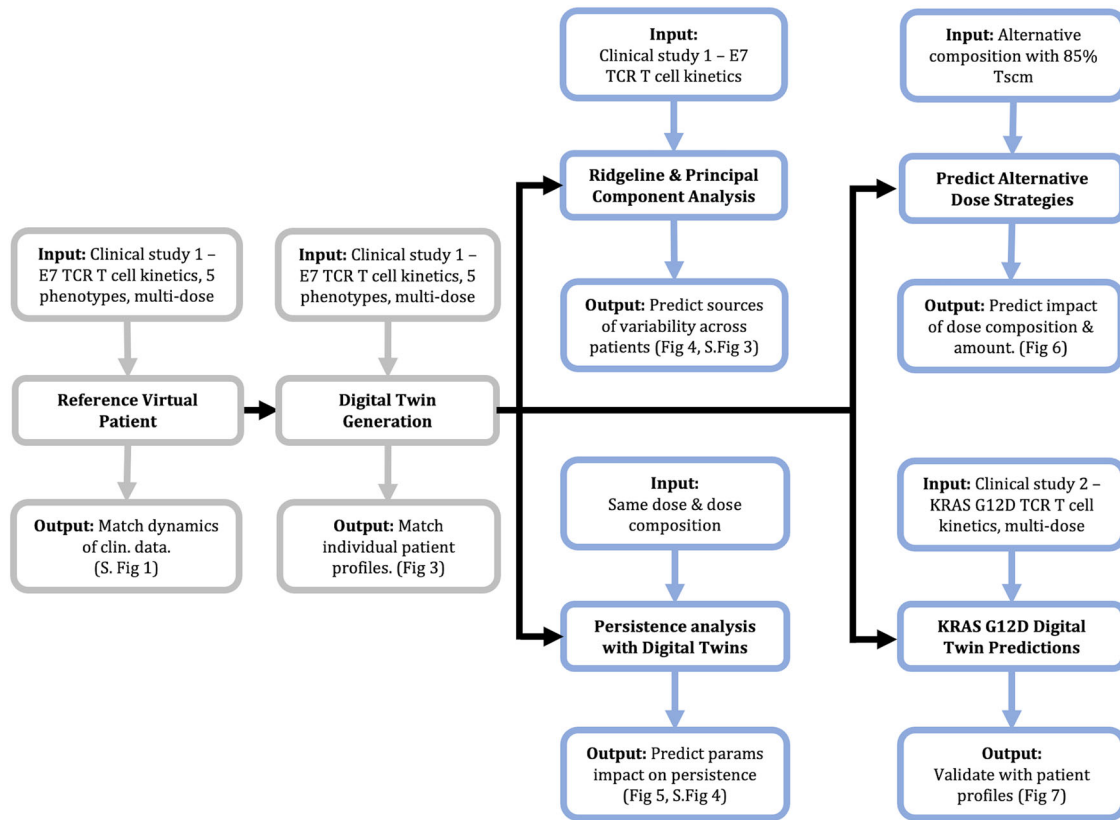 Input: Clinical study 1 –
E7 TCR T cell kinetics, 5
phenotypes, multi-dose
Reference Virtual
Patient
Output: Match dynamics
of clin. data.
(S. Fig 1)
Input: Clinical study 1 –
E7 TCR T cell kinetics, 5
phenotypes, multi-dose
Digital Twin
Generation
Output: Match
individual patient
profiles. (Fig 3)
Input:
Clinical study 1 – E7
TCR T cell kinetics
Ridgeline & Principal
Component Analysis
Output: Predict sources
of variability across
patients (Fig 4, S.Fig 3)
Input:
Same dose & dose
composition
Persistence analysis
with Digital Twins
Output: Predict params
impact on persistence
(Fig 5, S.Fig 4)
Input: Alternative
composition with 85%
Tscm
Predict Alternative
Dose Strategies
Output: Predict impact
of dose composition &
amount. (Fig 6)
Input: Clinical study 2 –
KRAS G12D TCR T cell
kinetics, multi-dose
KRAS G12D Digital
Twin Predictions
Output:
Validate with patient
profiles (Fig 7)